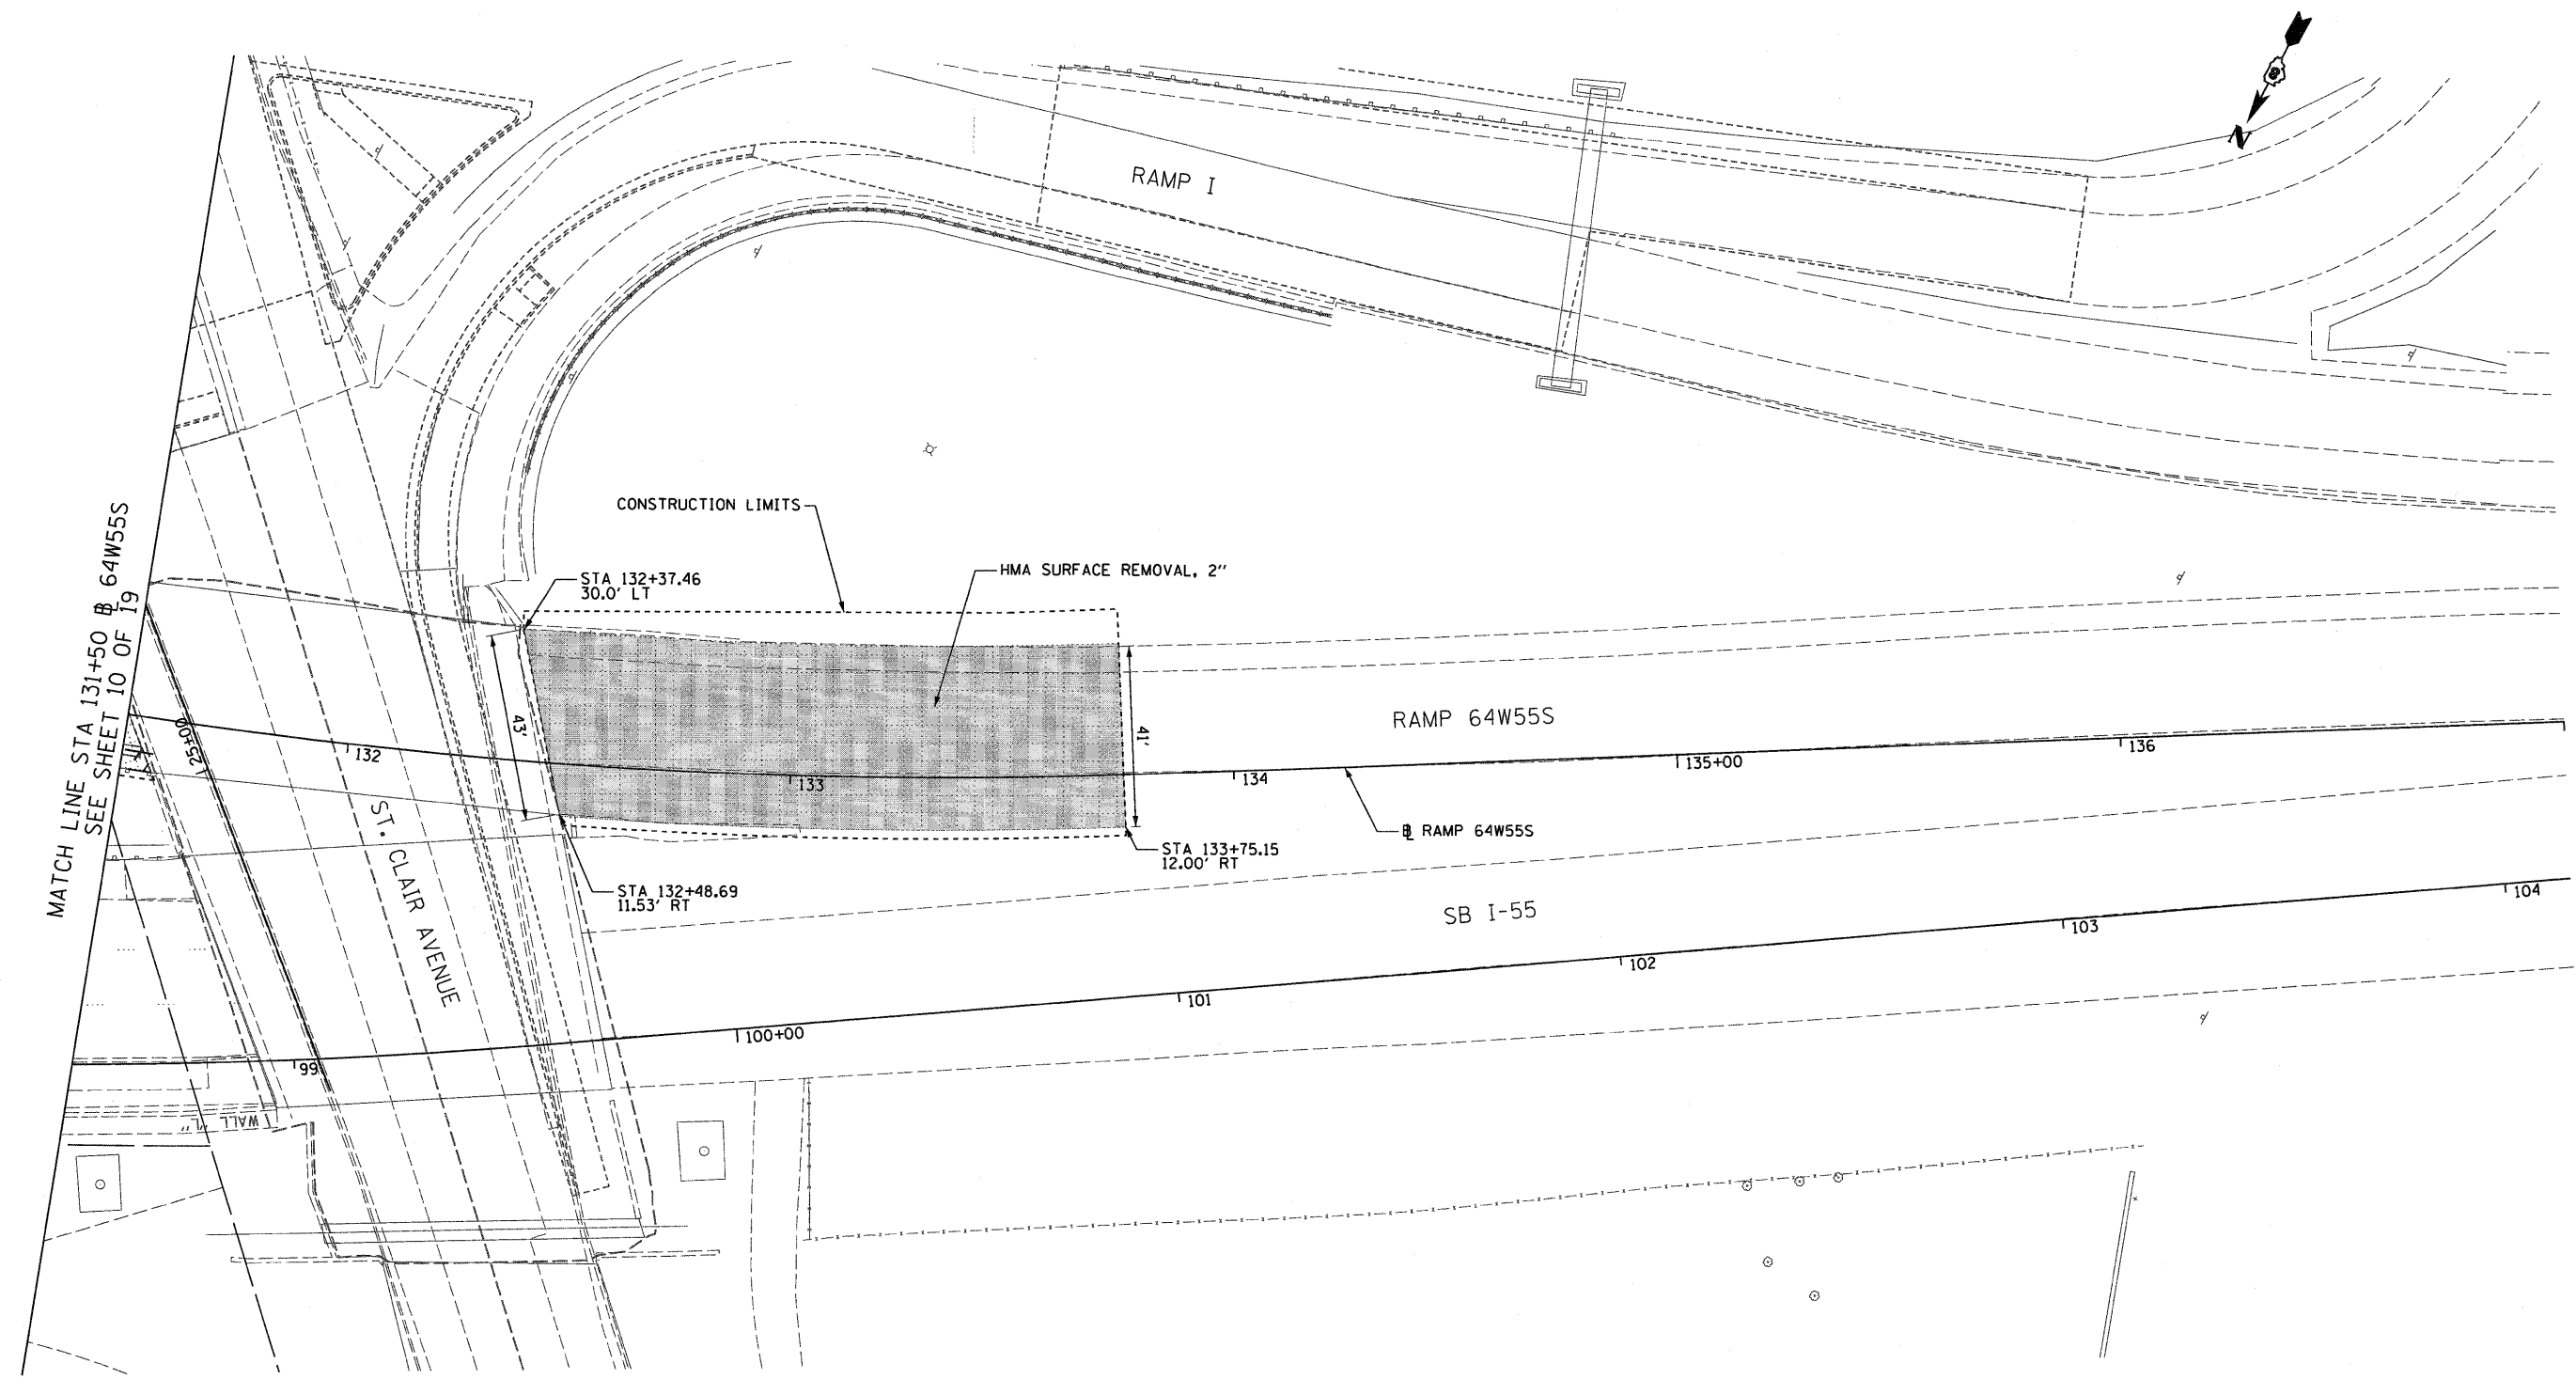 N
RAMP I
CONSTRUCTION LIMITS
HMA SURFACE REMOVAL, 2"
STA 132+37.46
30.0' LT
MATCH LINE STA 131+50 BL 64W55S
SEE SHEET 10 OF 19
125+00
43'
41'
RAMP 64W55S
132
133
134
135+00
136
BL RAMP 64W55S
STA 133+75.15
12.00' RT
STA 132+48.69
11.53' RT
ST. CLAIR AVENUE
SB I-55
99
100+00
101
102
103
104
WALL "L"